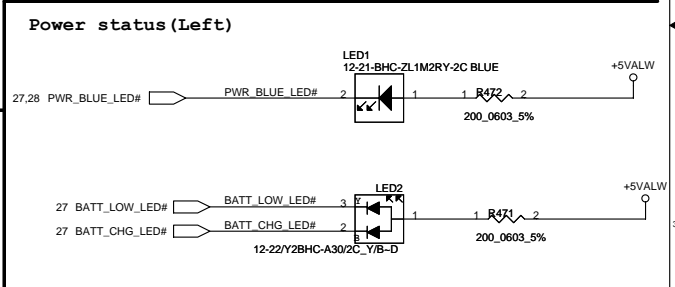 Power status(Left)
LED1
12-21-BHC-ZL1M2RY-2C BLUE
+5VALW
27,28 PWR_BLUE_LED# PWR_BLUE_LED# 2 1 1 R472 2
200_0603_5%
LED2
+5VALW
27 BATT_LOW_LED# BATT_LOW_LED# 3 Y
1 1 R471 2
27 BATT_CHG_LED# BATT_CHG_LED# 2 B
200_0603_5%
12-22/Y2BHC-A30/2C_Y/B~D
3